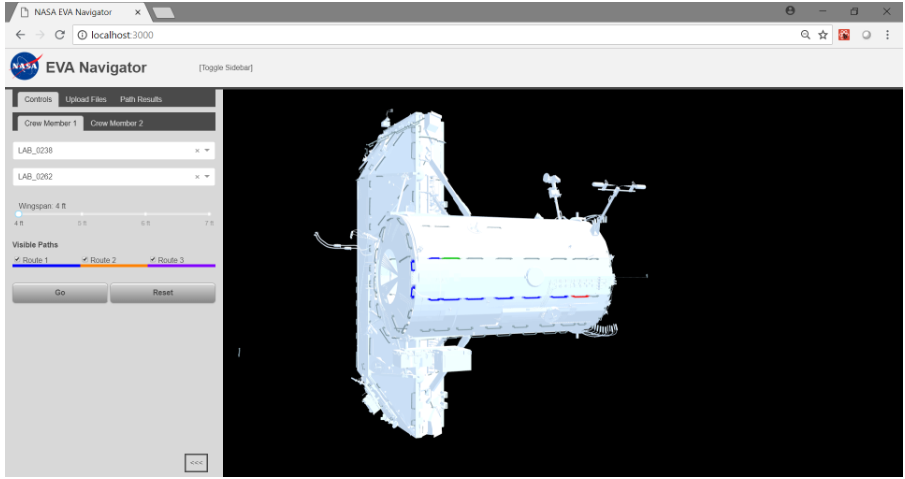 NASA EVA Navigator
localhost:3000
NASA EVA Navigator [Toggle Sidebar]
Controls Upload Files Path Results
Crew Member 1 Crew Member 2
LAB_0238
LAB_0262
Wingspan: 4 ft
4 ft 5 ft 6 ft 7 ft
Visible Paths
Route 1 Route 2 Route 3
Go Reset
<<<